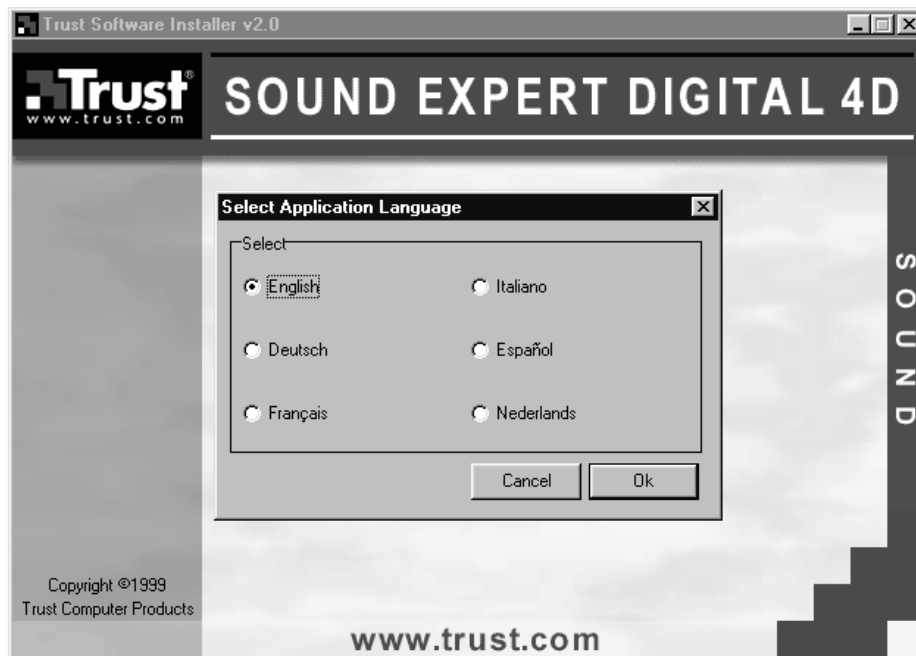 Trust Software Installer v2.0
Trust®
www.trust.com
SOUND EXPERT DIGITAL 4D
Select Application Language
Select
English
Italiano
Deutsch
Español
Français
Nederlands
Cancel
Ok
SOUND
Copyright ©1999
Trust Computer Products
www.trust.com